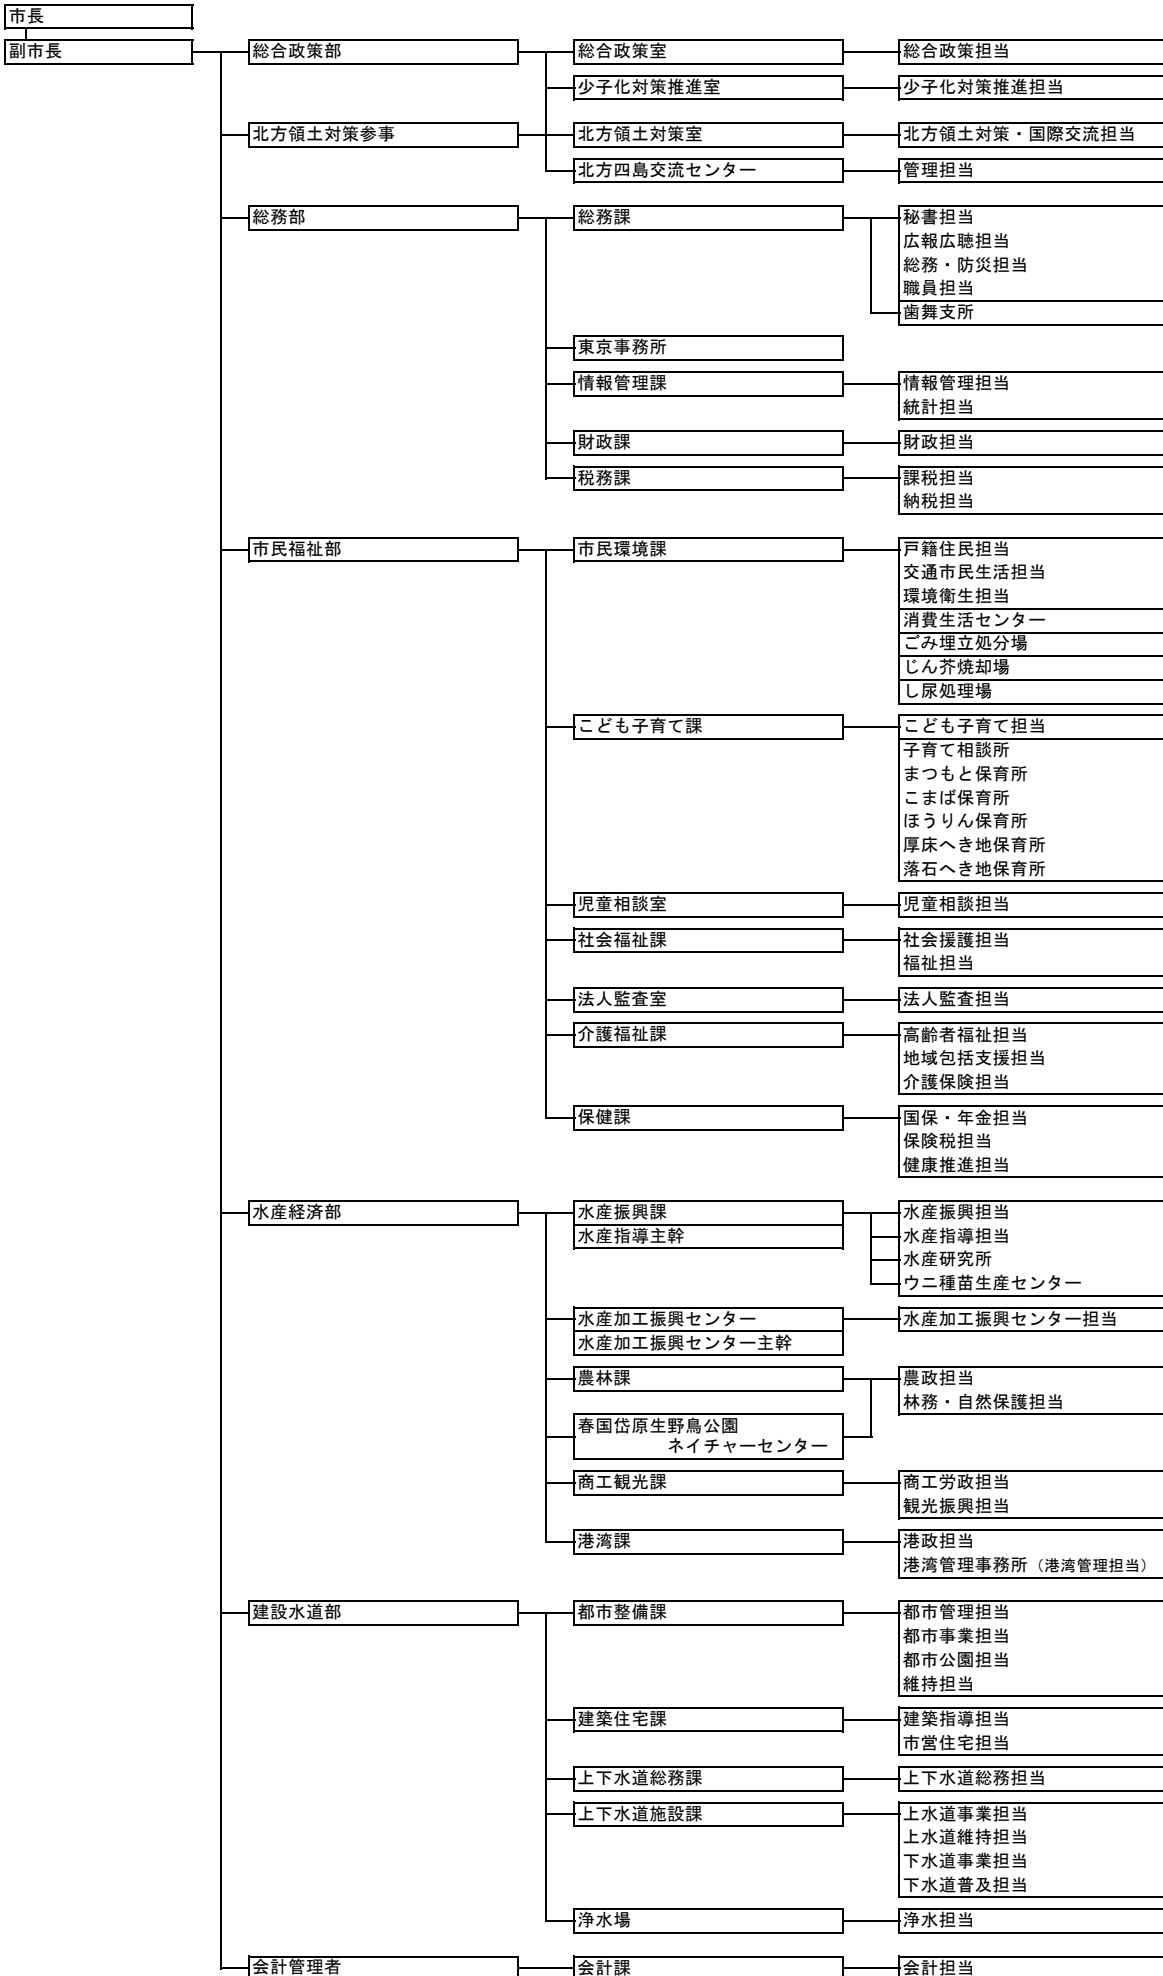 市長
副市長
総合政策部
総合政策室
総合政策担当
少子化対策推進室
少子化対策推進担当
北方領土対策参事
北方領土対策室
北方領土対策・国際交流担当
北方四島交流センター
管理担当
総務部
総務課
秘書担当
広報広聴担当
総務・防災担当
職員担当
歯舞支所
東京事務所
情報管理課
情報管理担当
統計担当
財政課
財政担当
税務課
課税担当
納税担当
市民福祉部
市民環境課
戸籍住民担当
交通市民生活担当
環境衛生担当
消費生活センター
ごみ埋立処分場
じん芥焼却場
し尿処理場
こども子育て課
こども子育て担当
子育て相談所
まつもと保育所
こまば保育所
ほうりん保育所
厚床へき地保育所
落石へき地保育所
児童相談室
児童相談担当
社会福祉課
社会援護担当
福祉担当
法人監査室
法人監査担当
介護福祉課
高齢者福祉担当
地域包括支援担当
介護保険担当
保健課
国保・年金担当
保険税担当
健康推進担当
水産経済部
水産振興課
水産振興担当
水産指導主幹
水産指導担当
水産研究所
ウニ種苗生産センター
水産加工振興センター
水産加工振興センター担当
水産加工振興センター主幹
農林課
農政担当
林務・自然保護担当
春国岱原生野鳥公園
ネイチャーセンター
商工観光課
商工労政担当
観光振興担当
港湾課
港政担当
港湾管理事務所（港湾管理担当）
建設水道部
都市整備課
都市管理担当
都市事業担当
都市公園担当
維持担当
建築住宅課
建築指導担当
市営住宅担当
上下水道総務課
上下水道総務担当
上下水道施設課
上水道事業担当
上水道維持担当
下水道事業担当
下水道普及担当
浄水場
浄水担当
会計管理者
会計課
会計担当